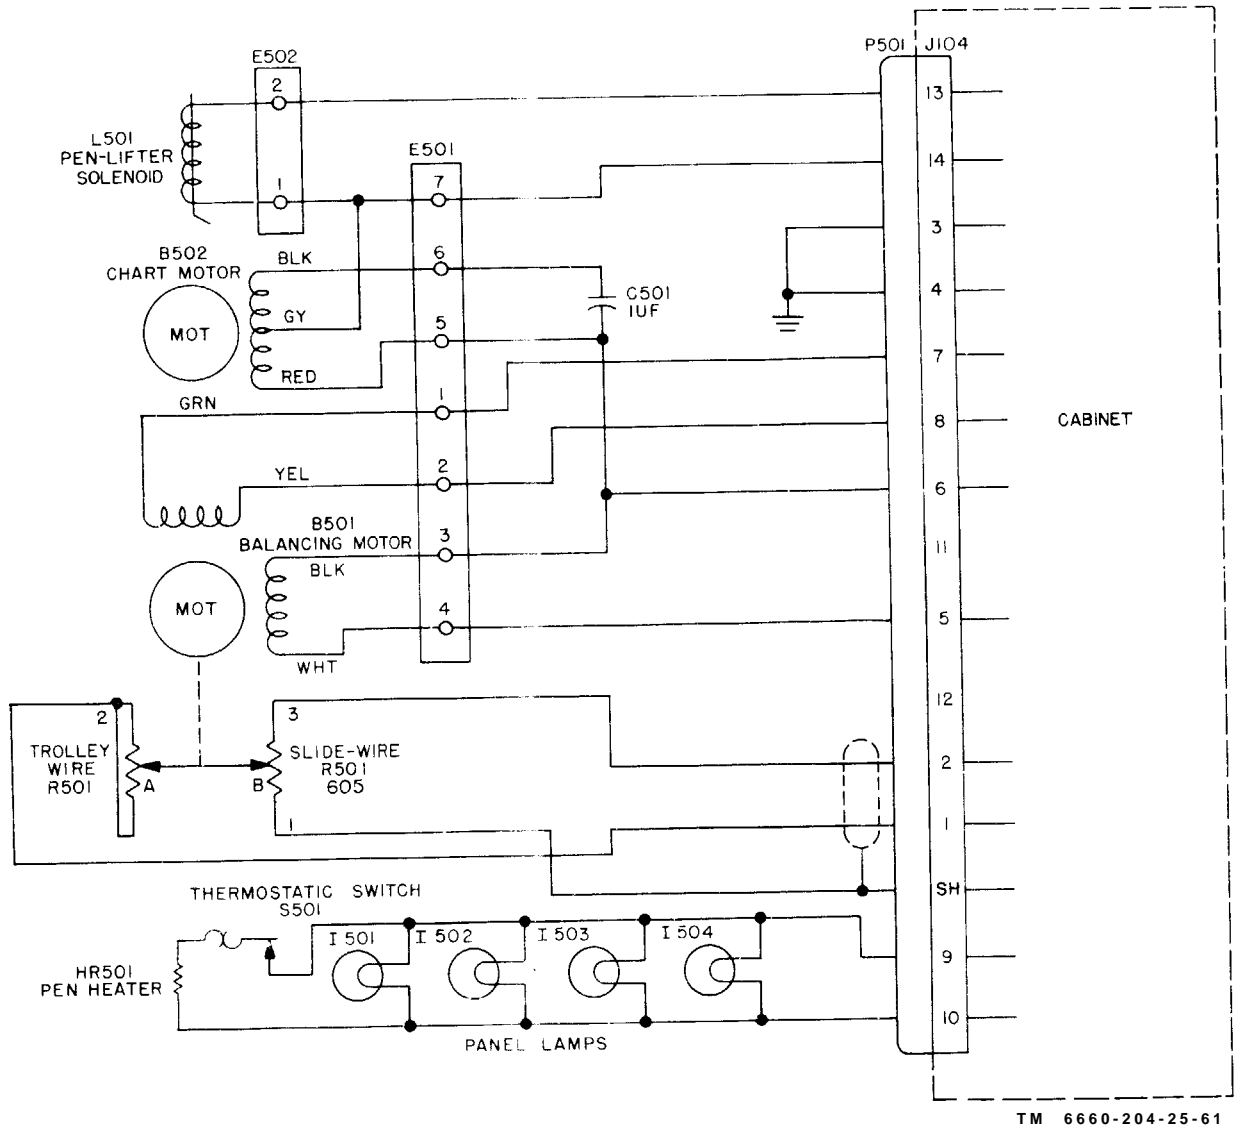 P501 J104
E502
2
13
L501
PEN-LIFTER
SOLENOID
E501
14
1
7
3
B502
CHART MOTOR
BLK
6
4
C501
1UF
MOT
GY
5
RED
7
GRN
1
8
CABINET
YEL
2
6
B501
BALANCING MOTOR
3
BLK
11
MOT
4
5
WHT
12
2
3
TROLLEY
WIRE
R501
A
B
SLIDE-WIRE
R501
605
2
1
1
THERMOSTATIC SWITCH
S501
SH
I 501
I 502
I 503
I 504
HR501
PEN HEATER
9
10
PANEL LAMPS
TM 6660-204-25-61